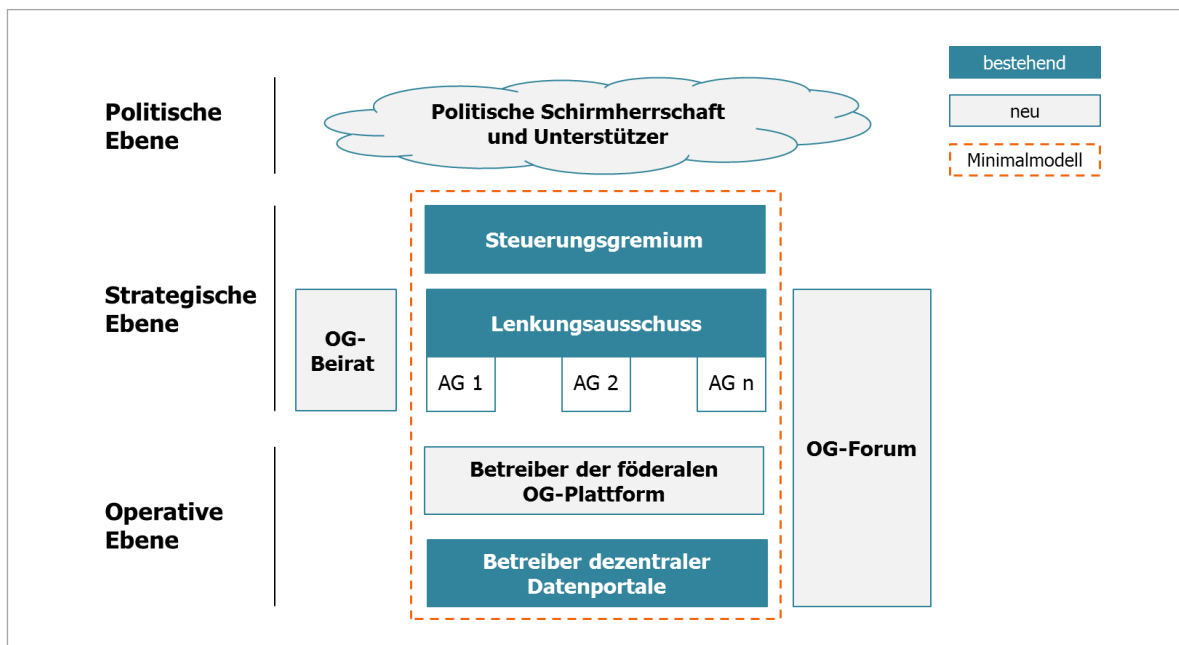 bestehend
neu
Minimalmodell
Politische
Ebene
Politische Schirmherrschaft
und Unterstützer
Strategische
Ebene
Steuerungsgremium
OG-
Beirat
Lenkungsausschuss
AG 1
AG 2
AG n
OG-Forum
Operative
Ebene
Betreiber der föderalen
OG-Plattform
Betreiber dezentraler
Datenportale